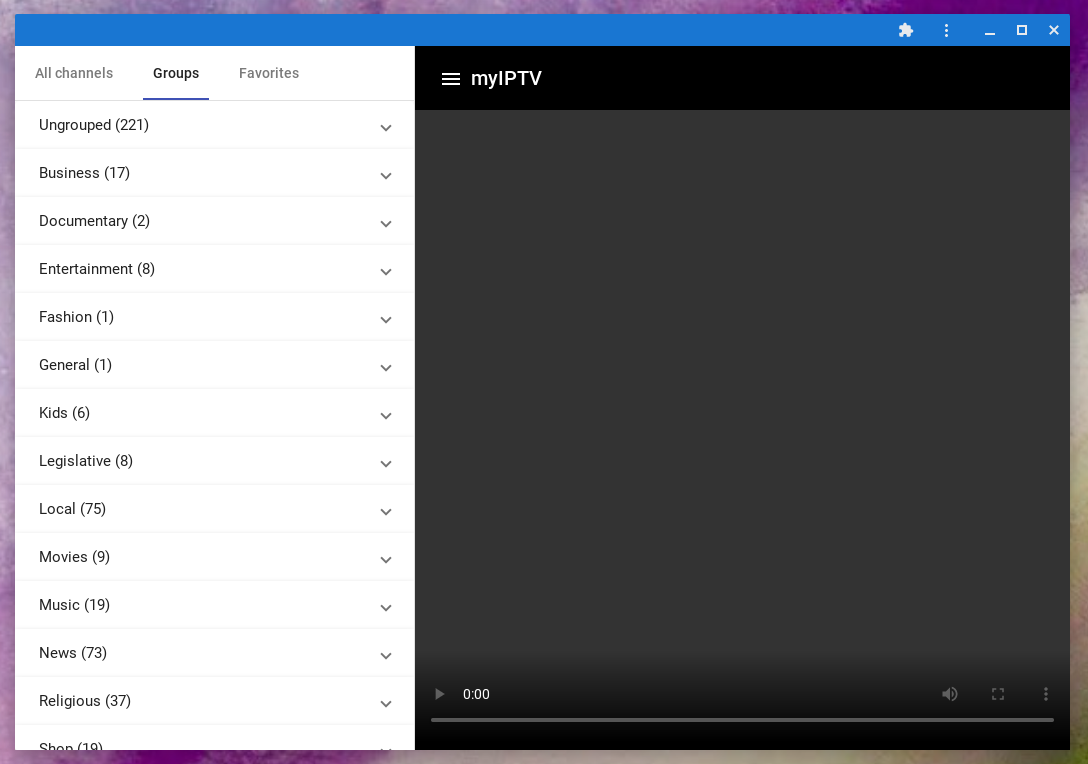 All channels Groups Favorites
myIPTV
Ungrouped (221)
Business (17)
Documentary (2)
Entertainment (8)
Fashion (1)
General (1)
Kids (6)
Legislative (8)
Local (75)
Movies (9)
Music (19)
News (73)
Religious (37)
Shop (19)
0:00